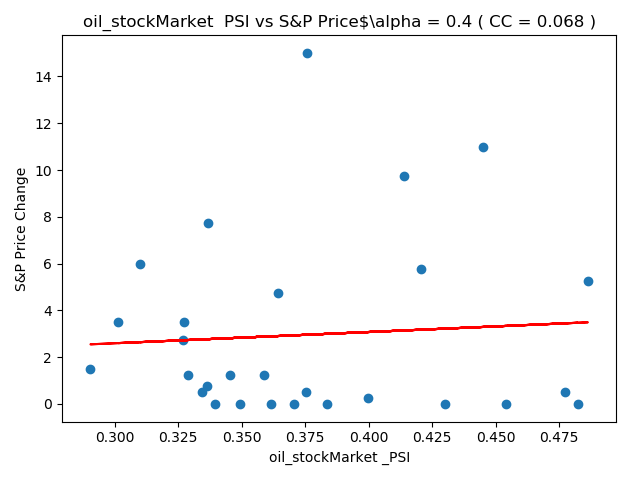 oil_stockMarket  PSI vs S&P Price$\alpha = 0.4 ( CC = 0.068 )
14
12
10
8
6
4
2
0
S&P Price Change
0.300 0.325 0.350 0.375 0.400 0.425 0.450 0.475
oil_stockMarket _PSI